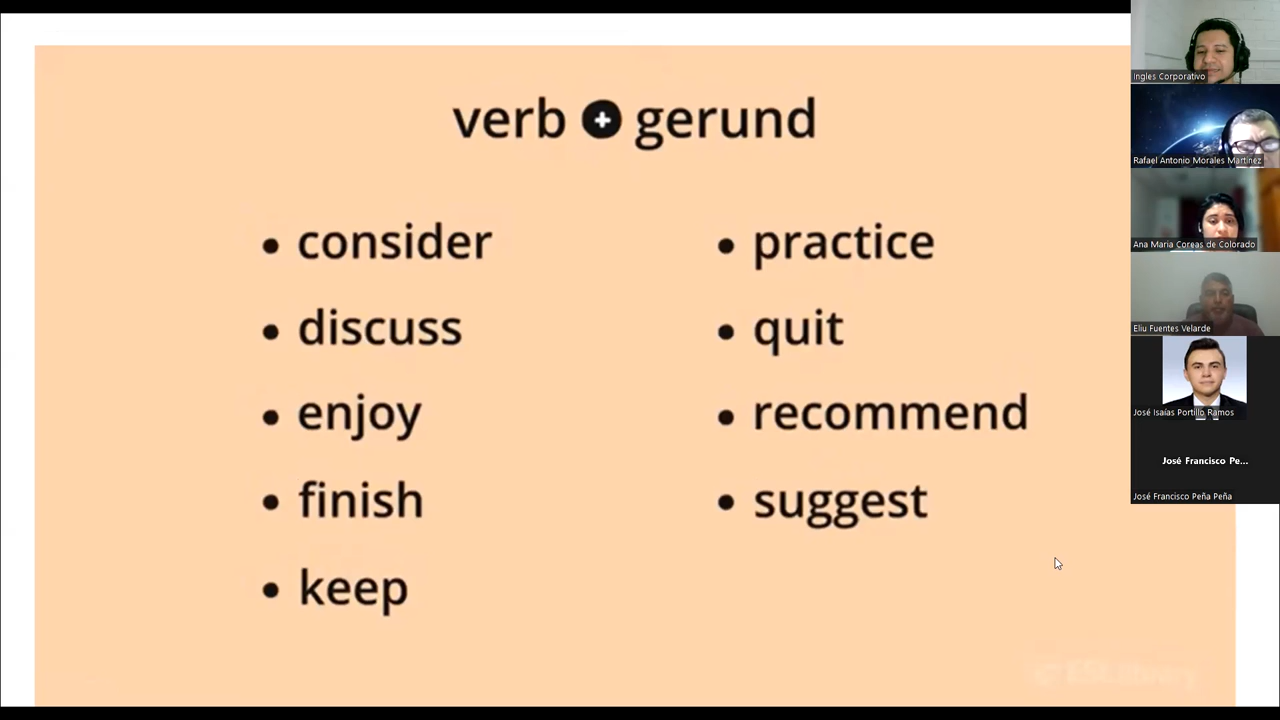 verb + gerund
• consider
• discuss
• enjoy
• finish
• keep
• practice
• quit
• recommend
• suggest
Ingles Corporativo
Rafael Antonio Morales Martinez
Ana Maria Coreas de Colorado
Eliu Fuentes Velarde
José Isaías Portillo Ramos
José Francisco Pe...
José Francisco Peña Peña